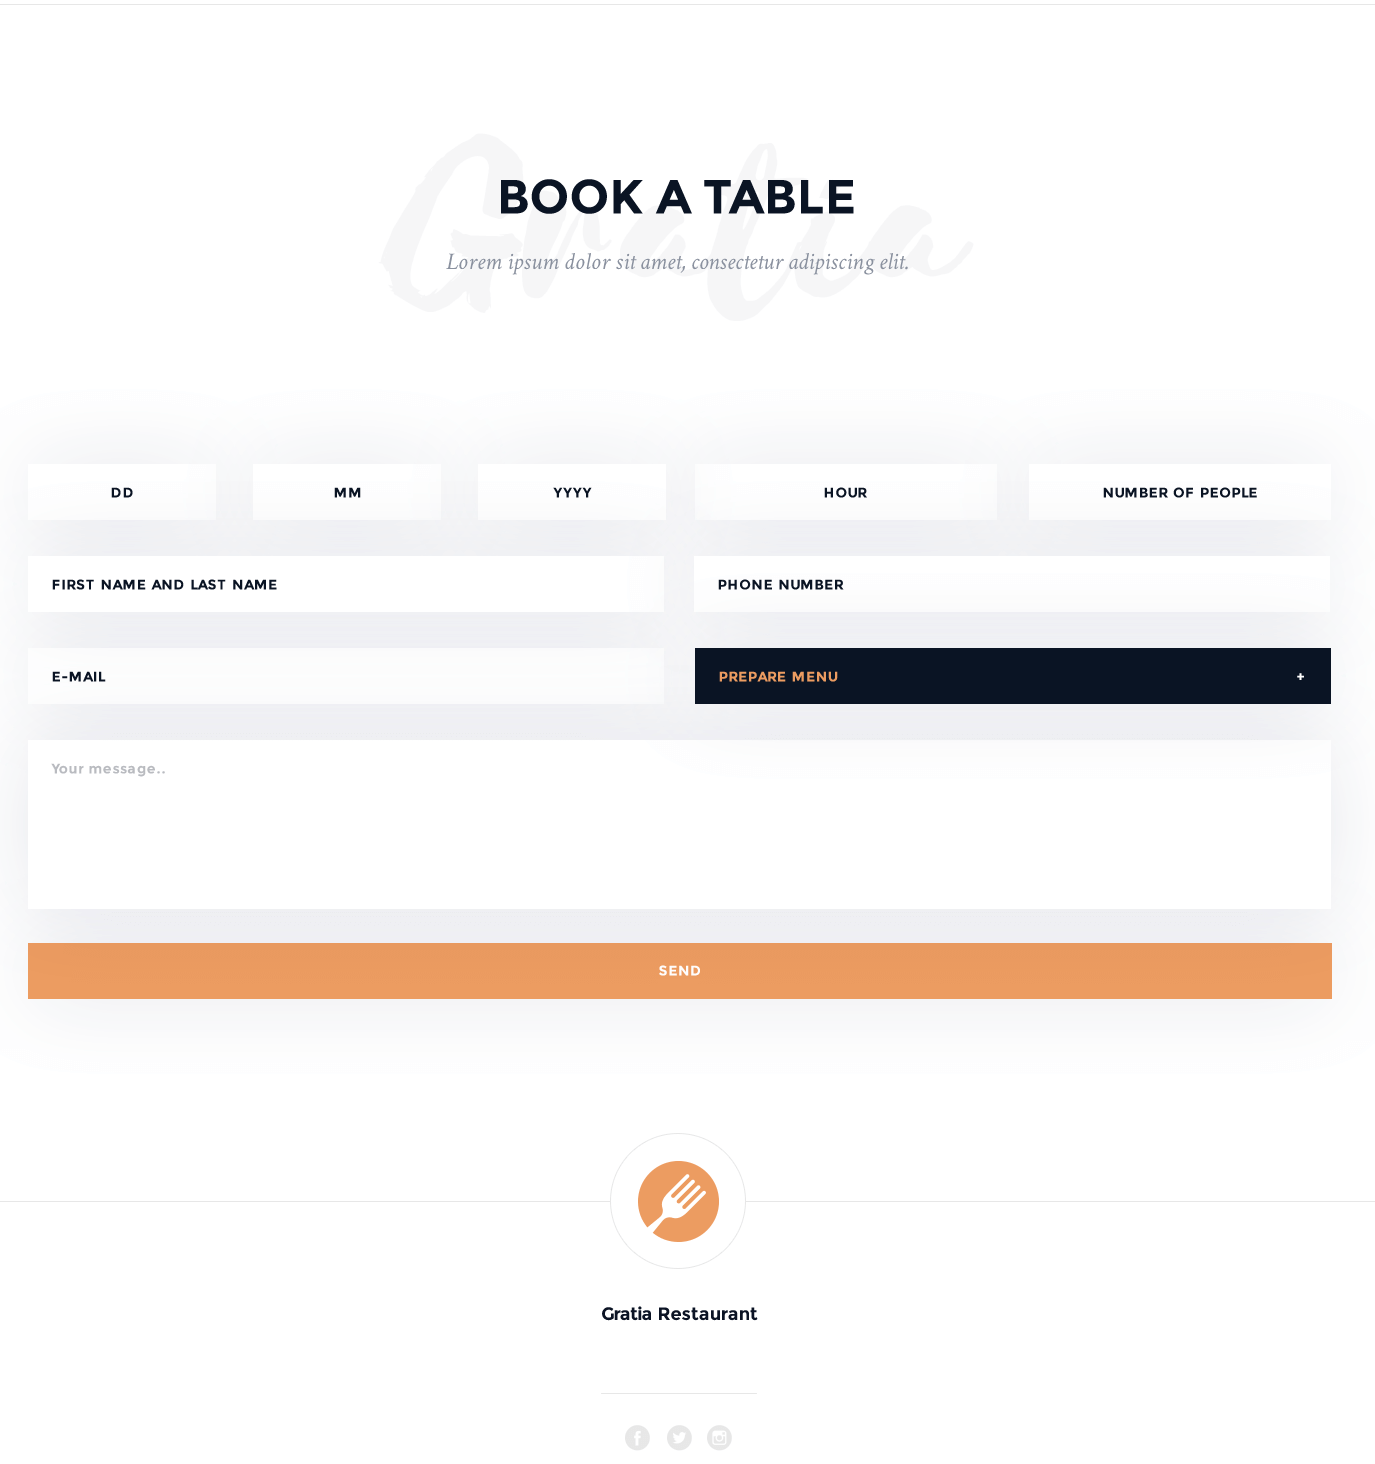 Gratia
BOOK A TABLE
Lorem ipsum dolor sit amet, consectetur adipiscing elit.
DD MM YYYY HOUR NUMBER OF PEOPLE
FIRST NAME AND LAST NAME PHONE NUMBER
E-MAIL PREPARE MENU +
Your message..
SEND
Gratia Restaurant